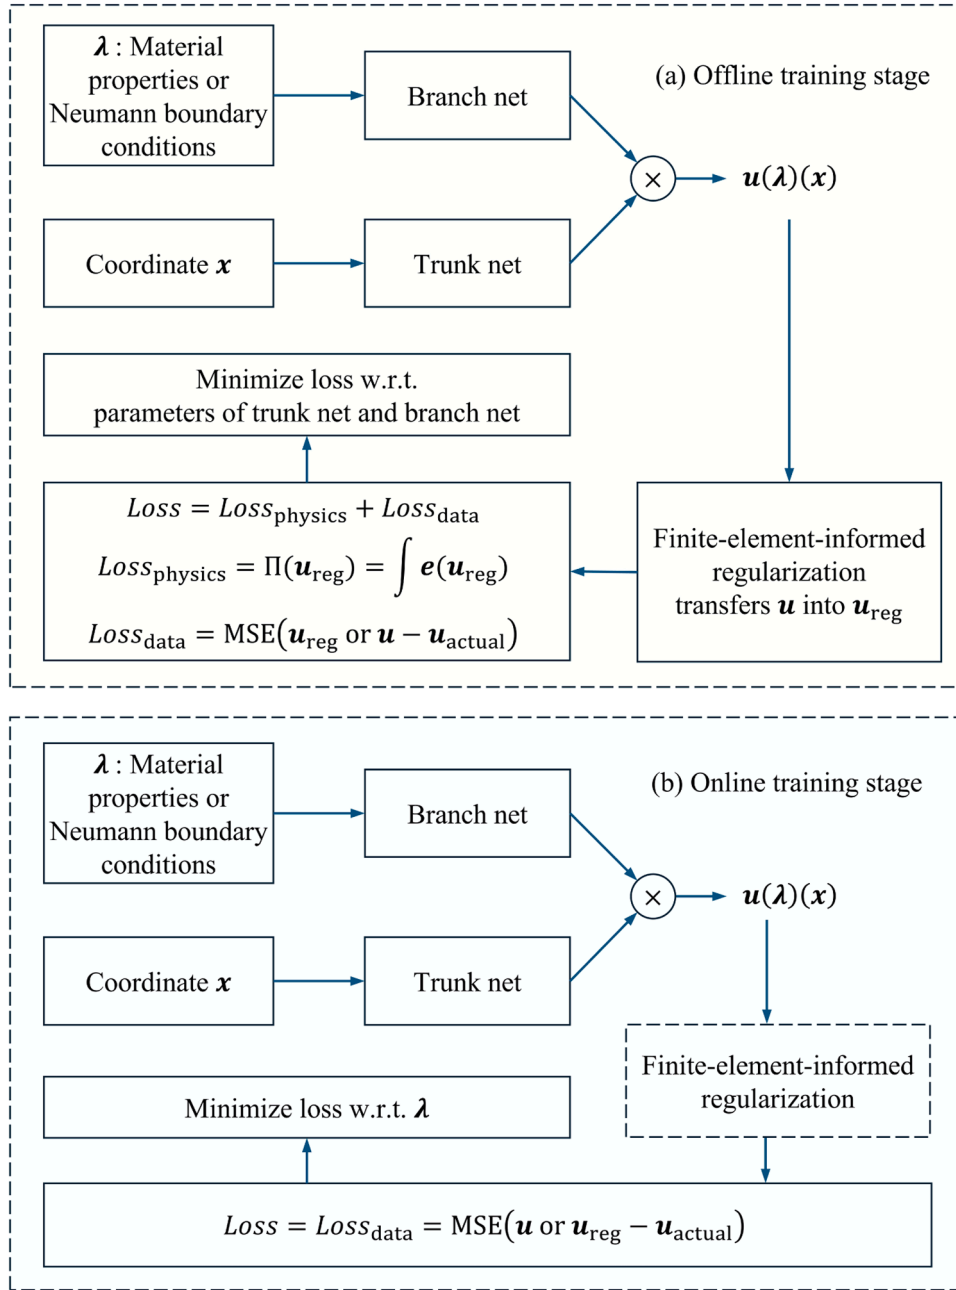 λ : Material
properties or
Neumann boundary
conditions
Branch net
(a) Offline training stage
×
u(λ)(x)
Coordinate x
Trunk net
Minimize loss w.r.t.
parameters of trunk net and branch net
Loss = Loss_physics + Loss_data
Loss_physics = Π(u_reg) = ∫ e(u_reg)
Loss_data = MSE(u_reg or u − u_actual)
Finite-element-informed
regularization
transfers u into u_reg
λ : Material
properties or
Neumann boundary
conditions
Branch net
(b) Online training stage
×
u(λ)(x)
Coordinate x
Trunk net
Finite-element-informed
regularization
Minimize loss w.r.t. λ
Loss = Loss_data = MSE(u or u_reg − u_actual)